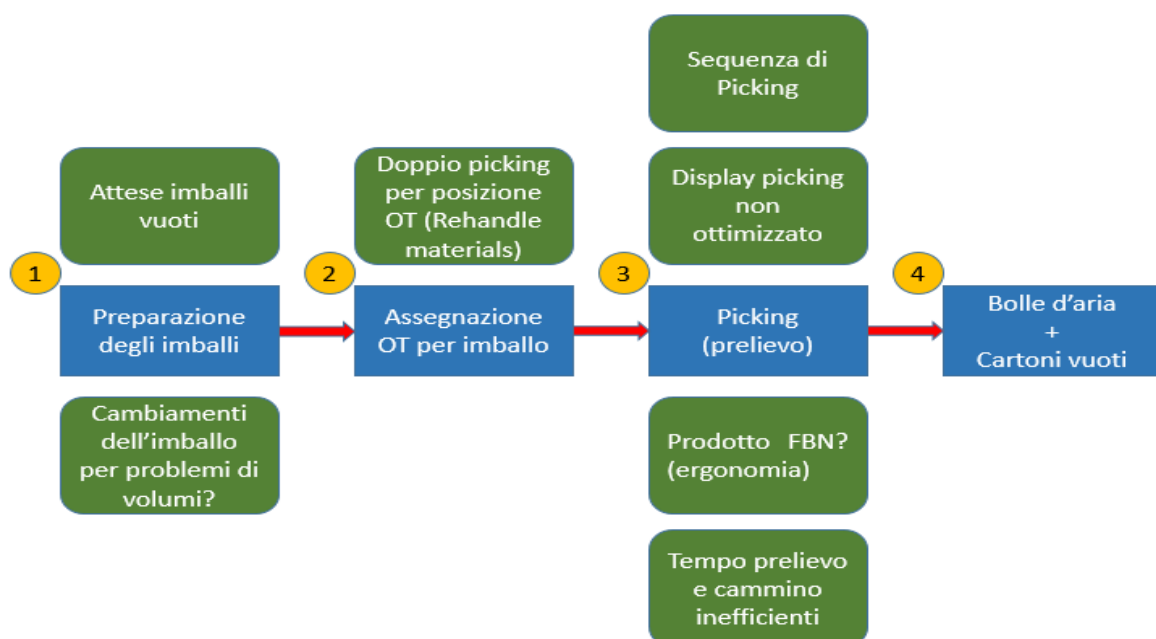 Sequenza di
Picking
Attese imballi
vuoti
Doppio picking
per posizione
OT (Rehandle
materials)
Display picking
non
ottimizzato
1
2
3
4
Preparazione
degli imballi
Assegnazione
OT per imballo
Picking
(prelievo)
Bolle d'aria
+
Cartoni vuoti
Cambiamenti
dell'imballo
per problemi di
volumi?
Prodotto FBN?
(ergonomia)
Tempo prelievo
e cammino
inefficienti